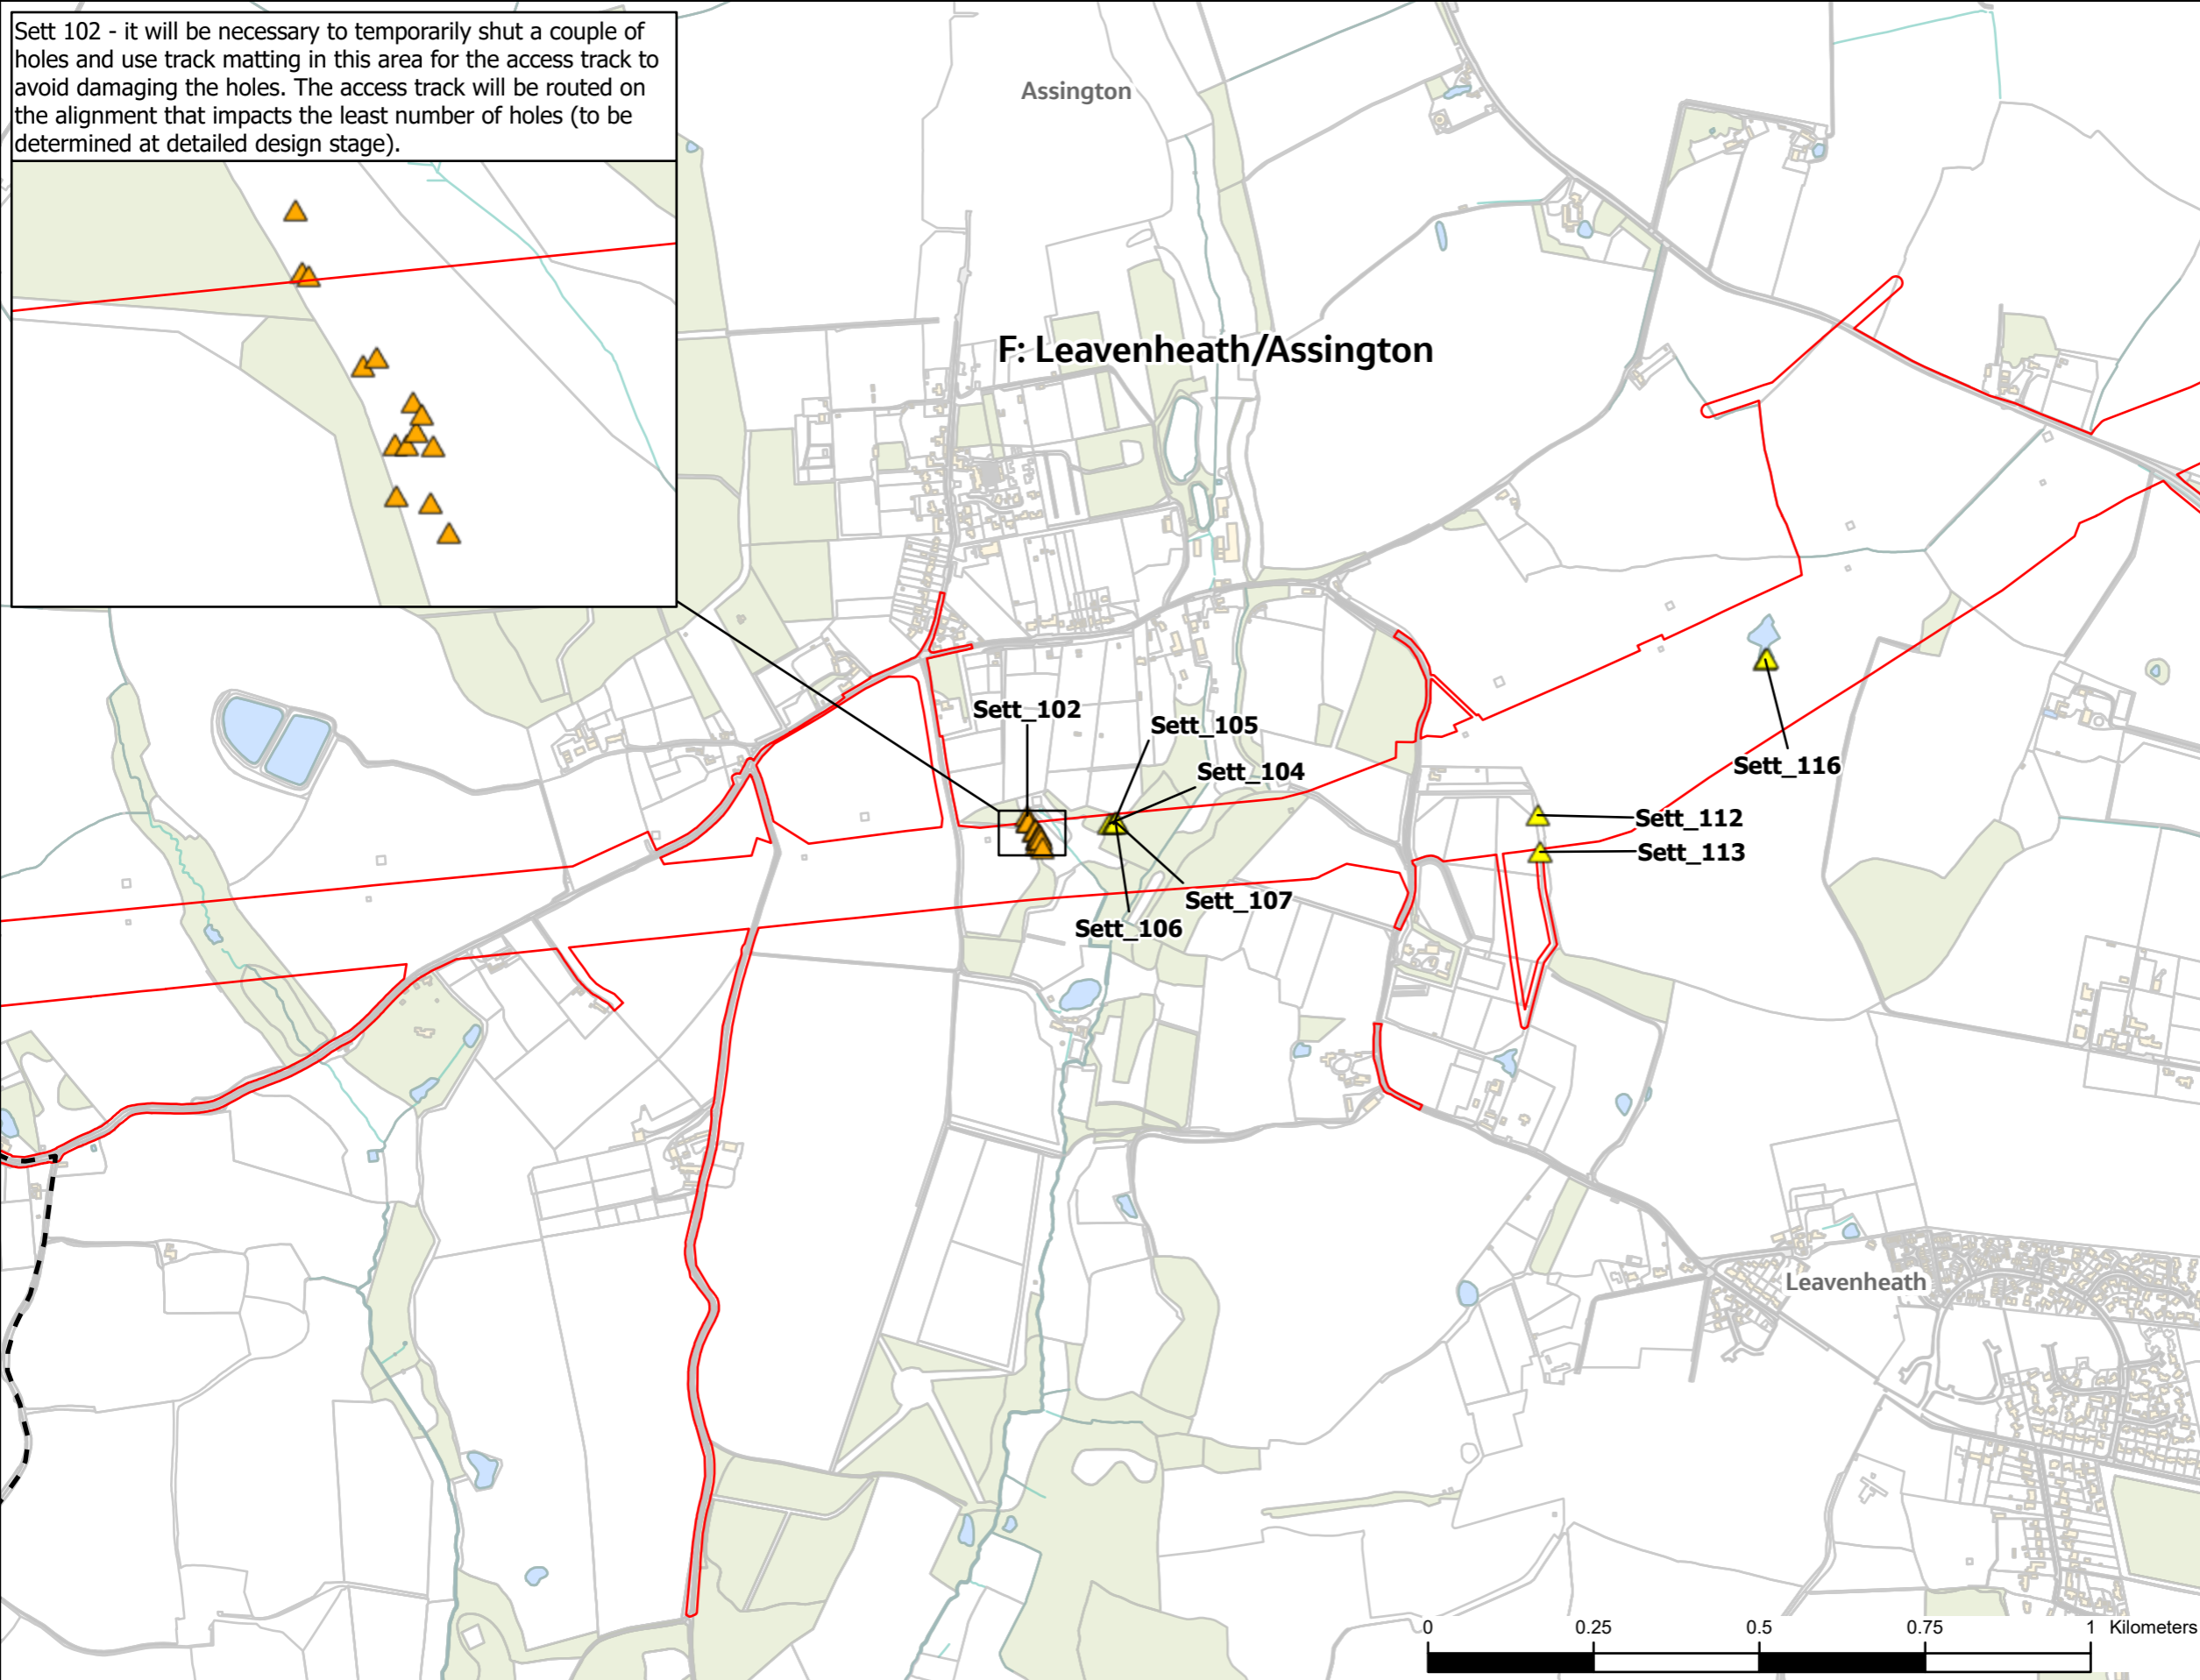 Sett 102 - it will be necessary to temporarily shut a couple of
holes and use track matting in this area for the access track to
avoid damaging the holes. The access track will be routed on
the alignment that impacts the least number of holes (to be
determined at detailed design stage).
Assington
F: Leavenheath/Assington
Sett_102
Sett_105
Sett_104
Sett_116
Sett_112
Sett_113
Sett_107
Sett_106
Leavenheath
0 0.25 0.5 0.75 1 Kilometers